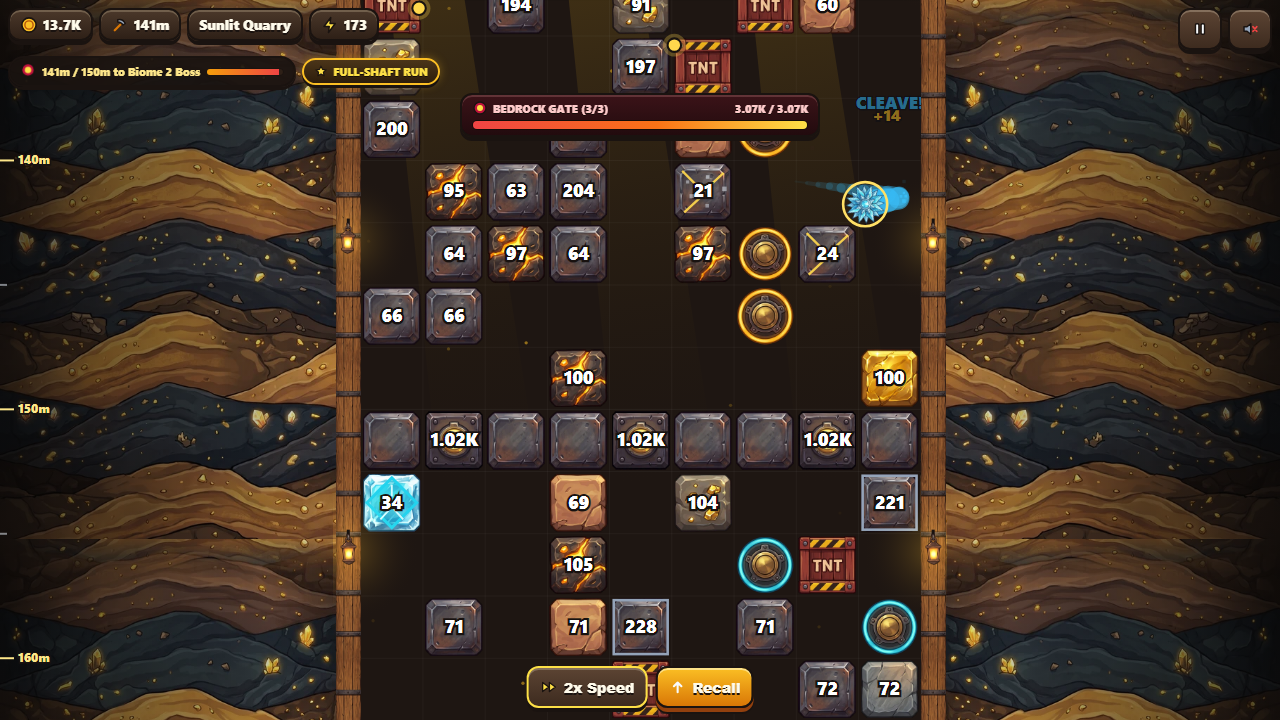 13.7K
141m
Sunlit Quarry
173
TNT
194
91
TNT
60
141m / 150m to Biome 2 Boss
FULL-SHAFT RUN
197
TNT
BEDROCK GATE (3/3)
3.07K / 3.07K
CLEAVE!
+14
200
140m
95
63
204
21
64
97
64
97
24
66
66
100
100
150m
1.02K
1.02K
1.02K
34
69
104
221
105
TNT
71
71
228
71
160m
2x Speed
Recall
72
72